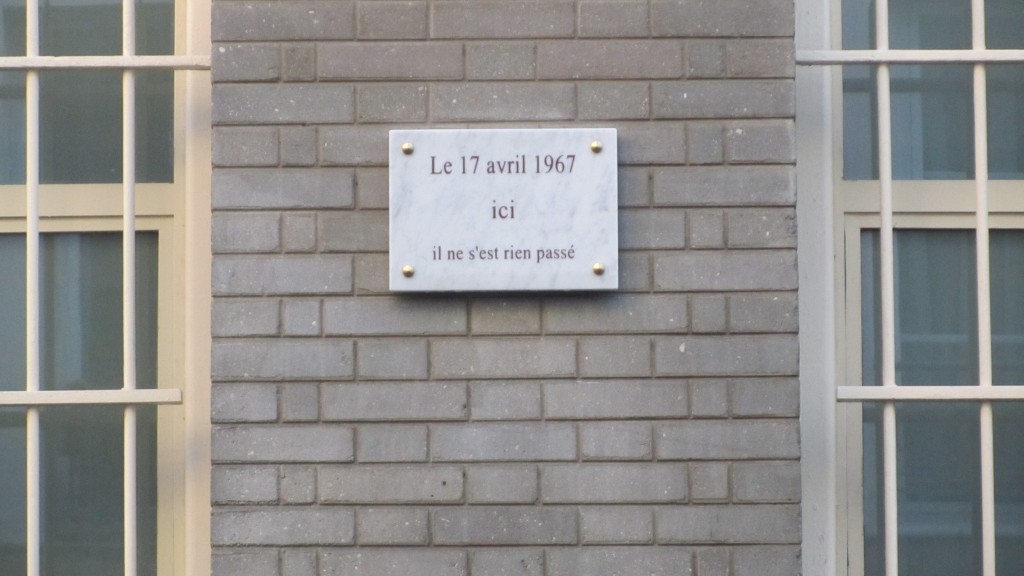 Le 17 avril 1967
ici
il ne s'est rien passé